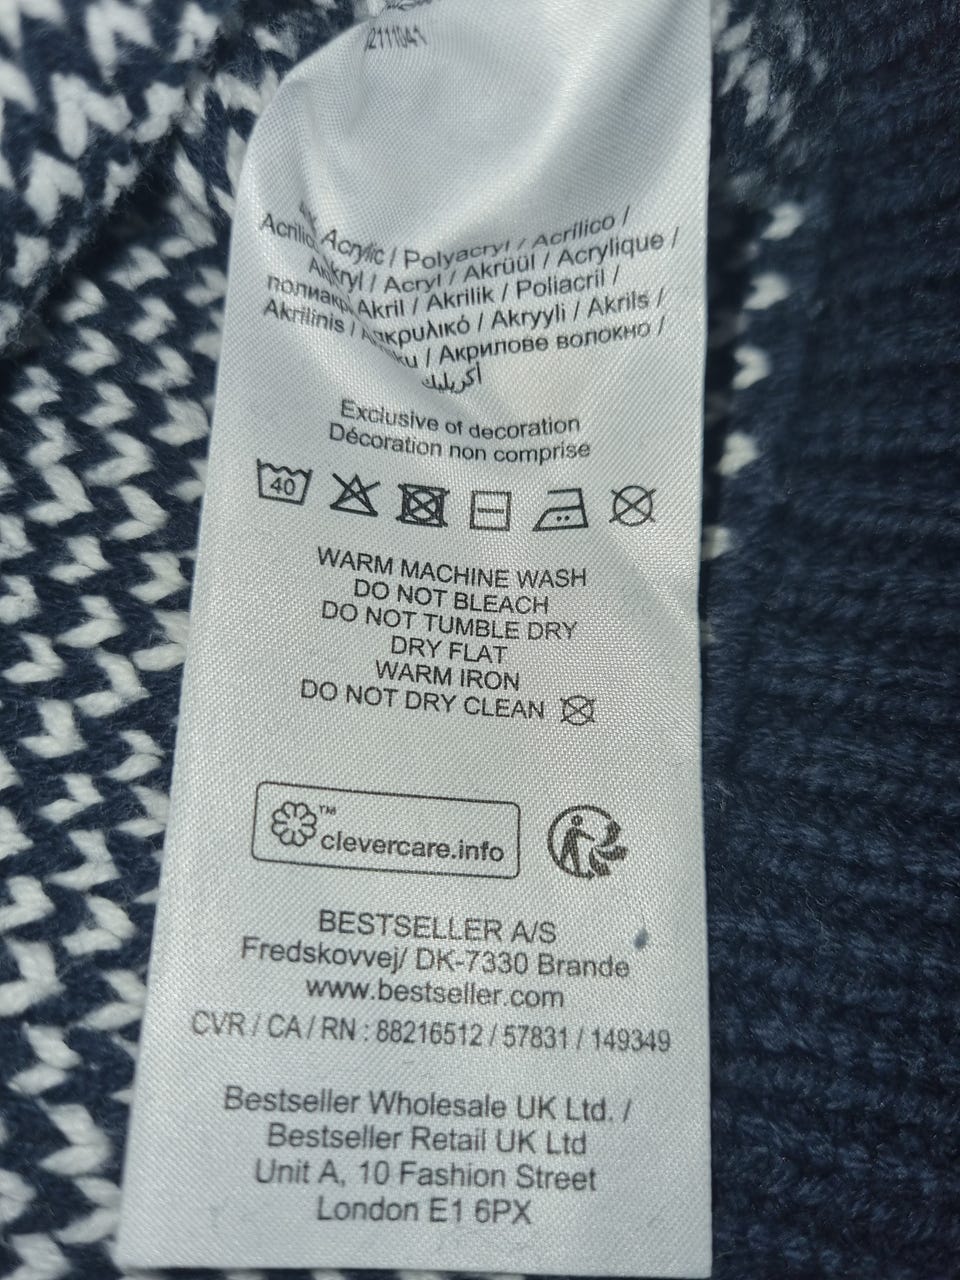 Acrylic / Polyacryl / Acrílico /
Acrilic
Akryl / Acryl / Akrüül / Acrylique /
Akril / Akrilik / Poliacril /
Akrilinis / Ακρυλικό / Akryyli / Akrils /
/ Акрилове волокно /
أكريليك
Exclusive of decoration
Décoration non comprise
40
WARM MACHINE WASH
DO NOT BLEACH
DO NOT TUMBLE DRY
DRY FLAT
WARM IRON
DO NOT DRY CLEAN
™
clevercare.info
BESTSELLER A/S
Fredskovvej/ DK-7330 Brande
www.bestseller.com
CVR / CA / RN : 88216512 / 57831 / 149349
Bestseller Wholesale UK Ltd. /
Bestseller Retail UK Ltd
Unit A, 10 Fashion Street
London E1 6PX